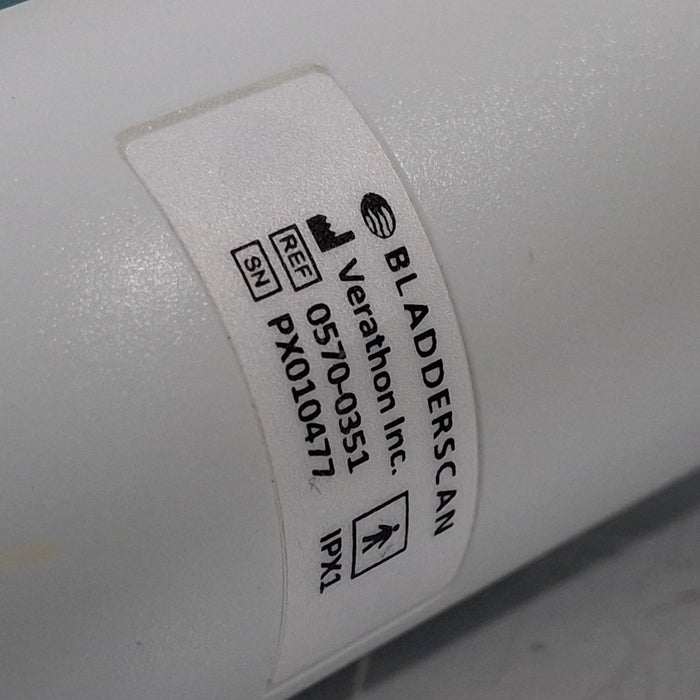 BLADDERSCAN
Verathon Inc.
REF 0570-0351
SN PX010477
IPX1